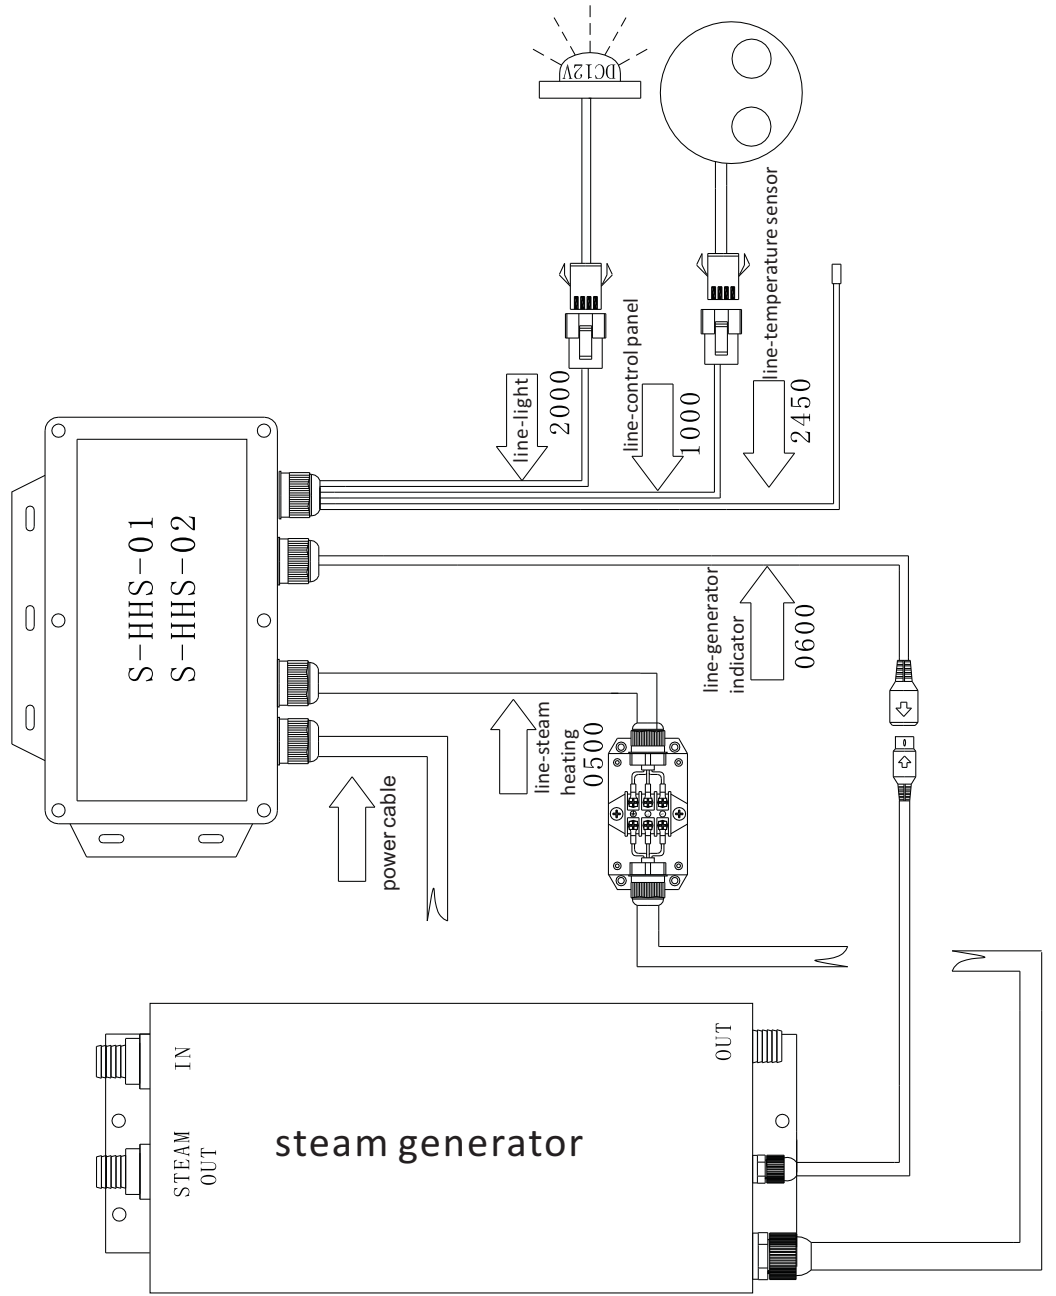 DC12V
line-temperature sensor
2450
line-control panel
1000
line-light
2000
S-HHS-01
S-HHS-02
line-generator
indicator
0600
line-steam
heating
0500
power cable
IN
OUT
STEAM
OUT
steam generator